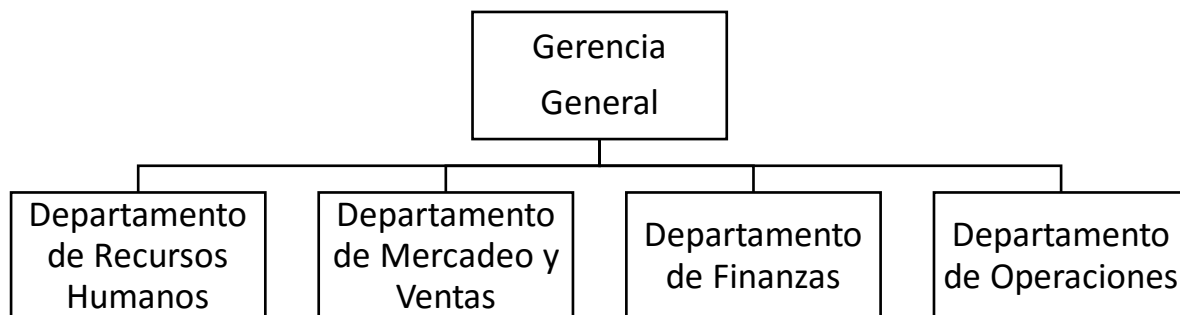 Gerencia
General
Departamento
de Recursos
Humanos
Departamento
de Mercadeo y
Ventas
Departamento
de Finanzas
Departamento
de Operaciones